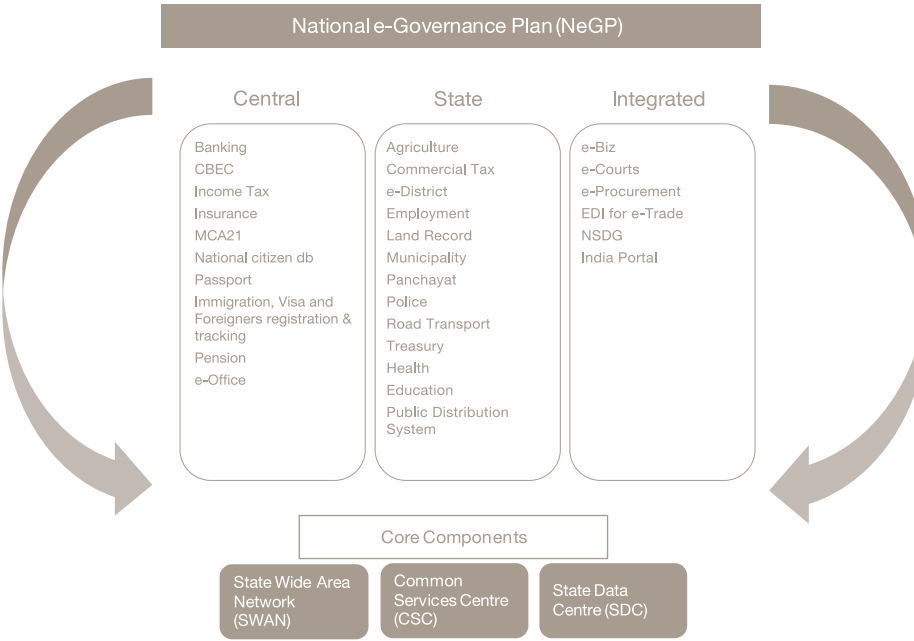 National e-Governance Plan (NeGP)
Central
Banking
CBEC
Income Tax
Insurance
MCA21
National citizen db
Passport
Immigration, Visa and
Foreigners registration &
tracking
Pension
e-Office
State
Agriculture
Commercial Tax
e-District
Employment
Land Record
Municipality
Panchayat
Police
Road Transport
Treasury
Health
Education
Public Distribution
System
Integrated
e-Biz
e-Courts
e-Procurement
EDI for e-Trade
NSDG
India Portal
Core Components
State Wide Area
Network
(SWAN)
Common
Services Centre
(CSC)
State Data
Centre (SDC)